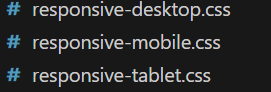 # responsive-desktop.css
# responsive-mobile.css
# responsive-tablet.css